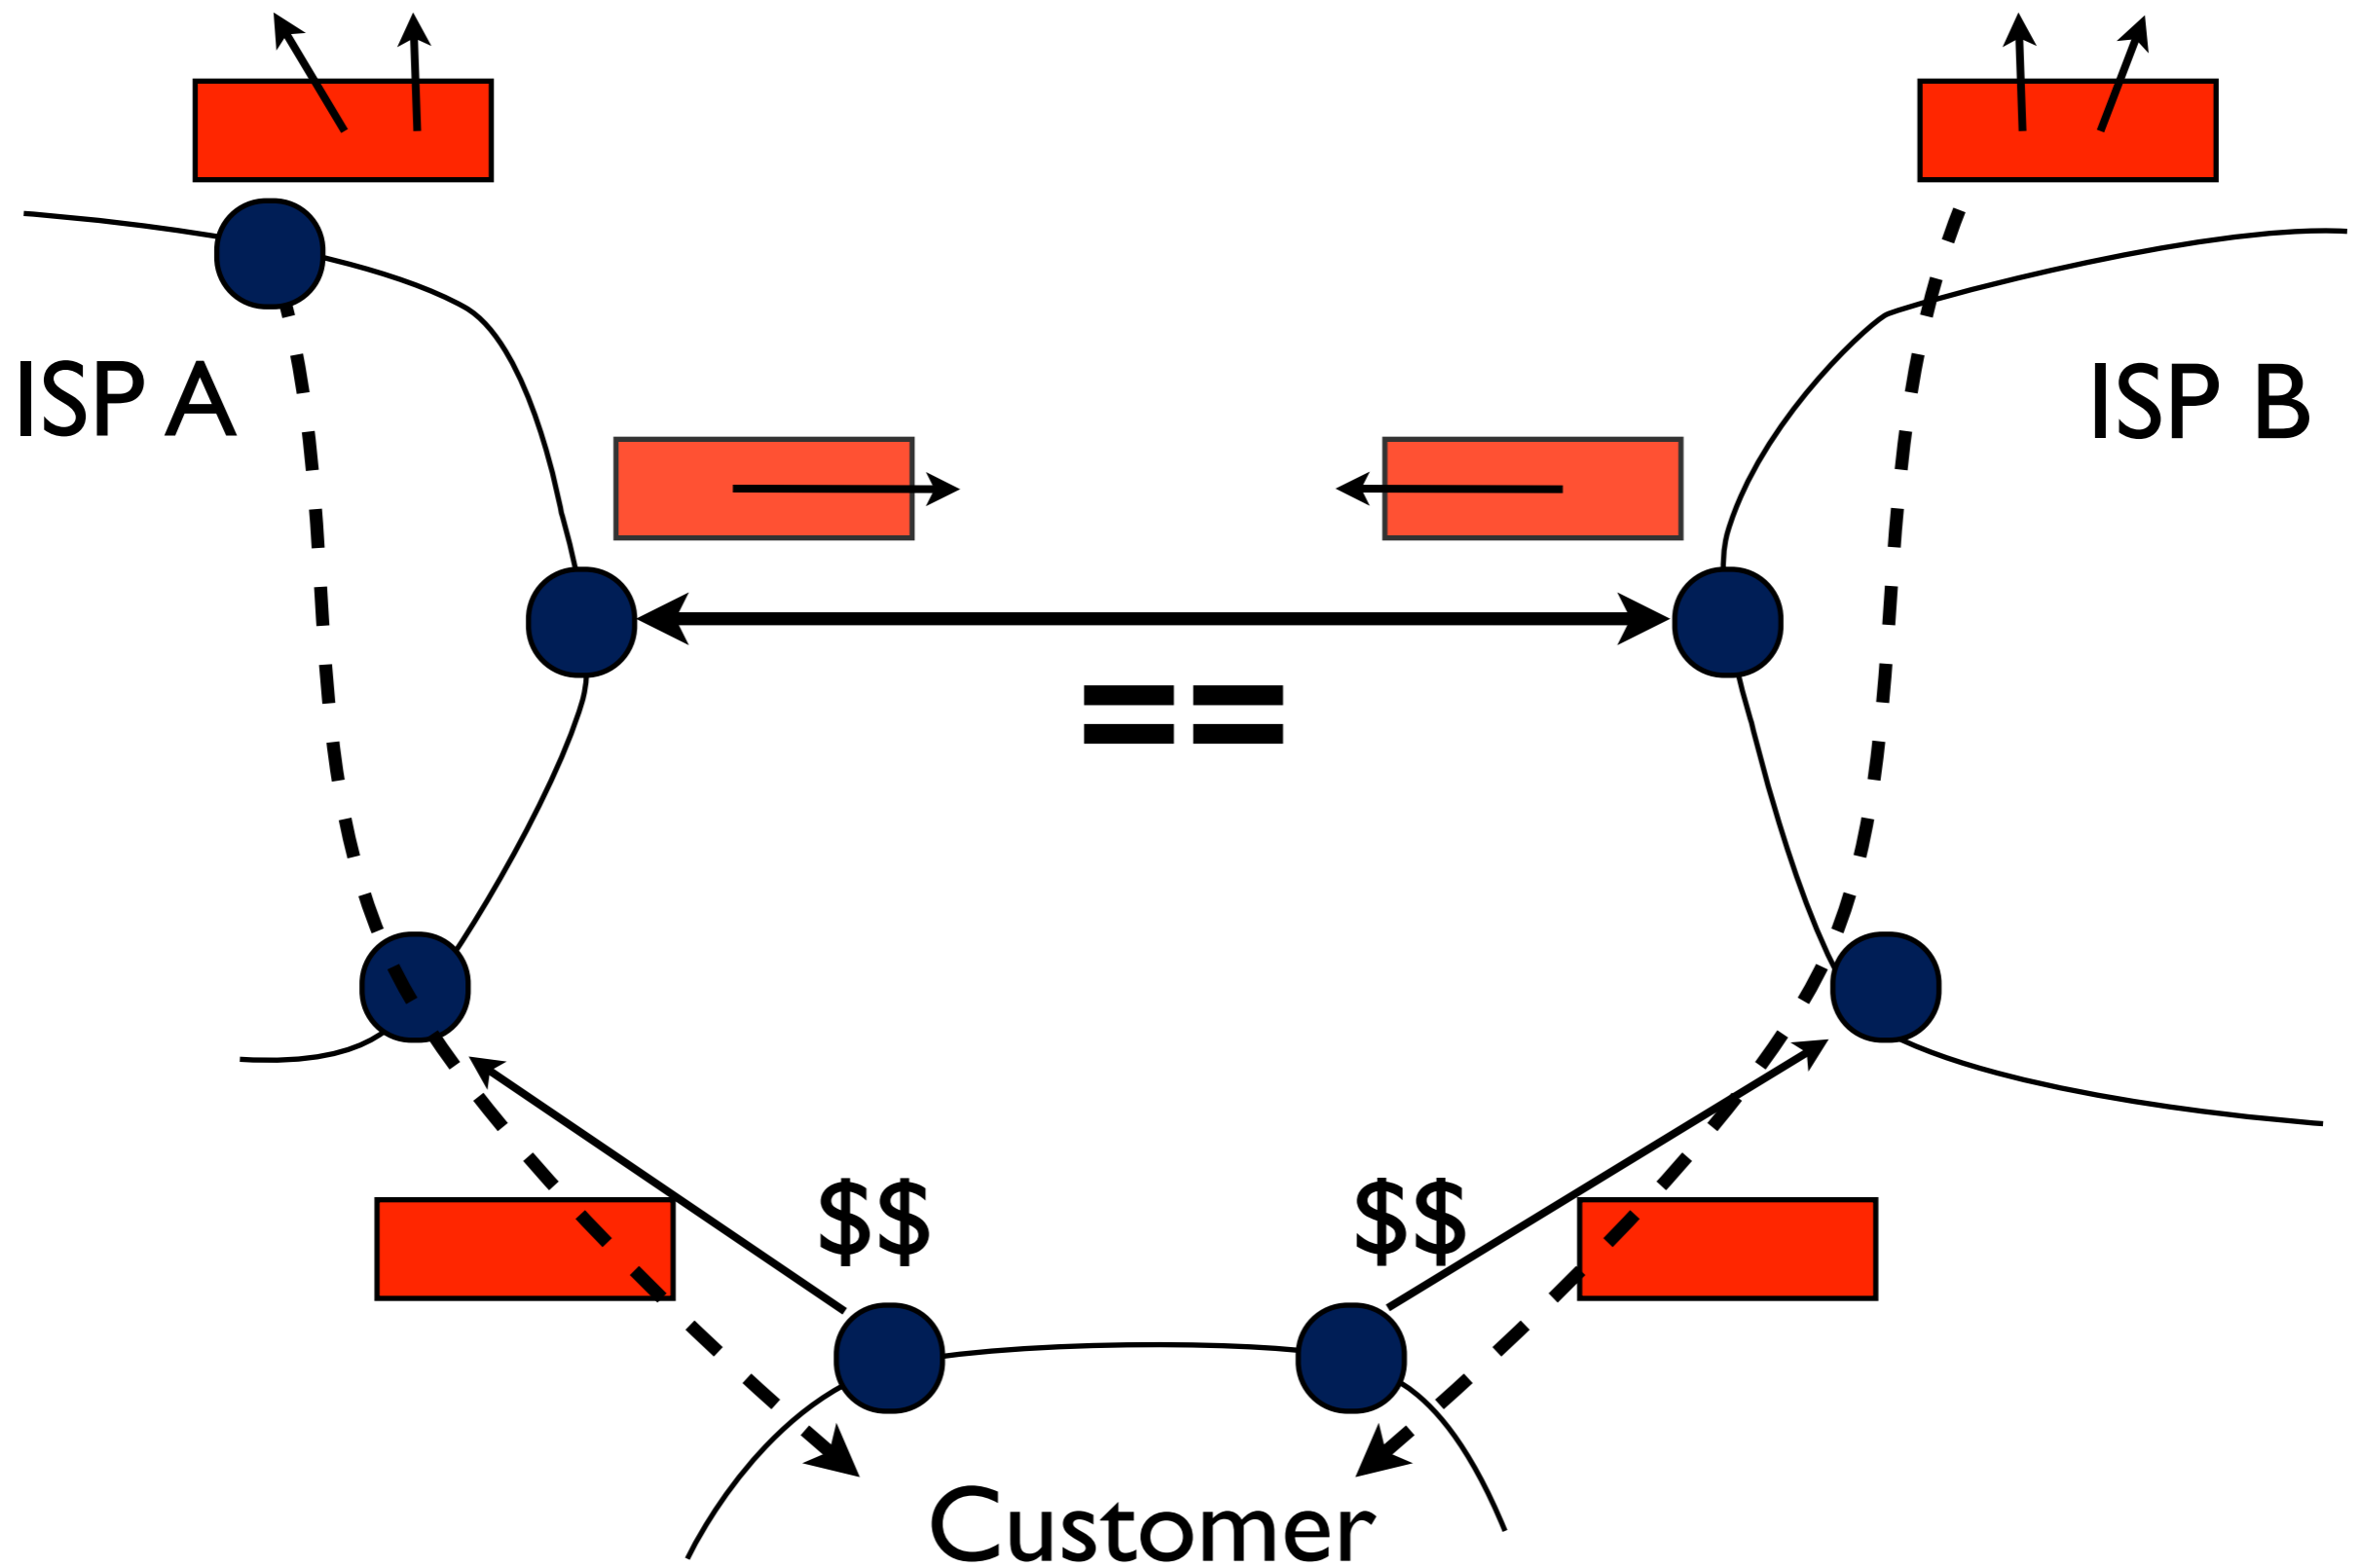 ISP A
ISP B
==
$$
$$
Customer